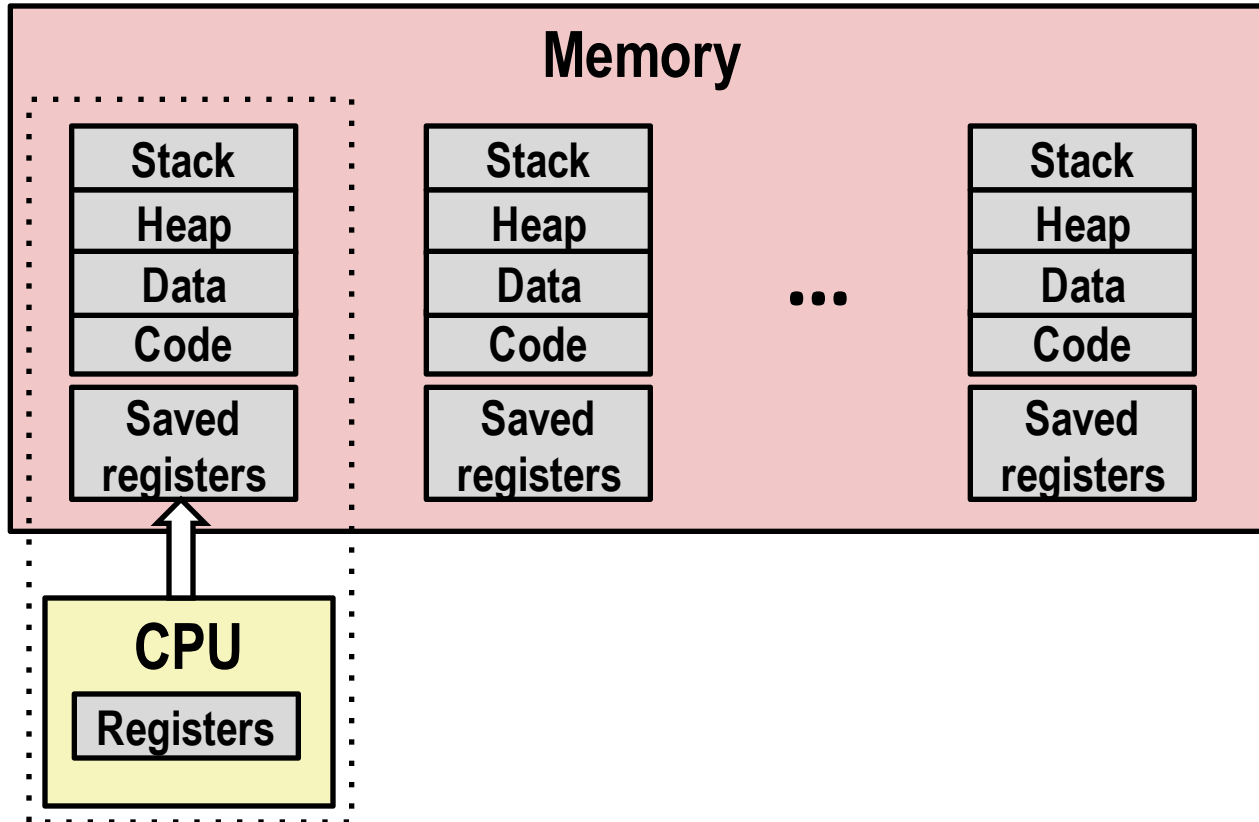 Memory
Stack
Heap
Data
Code
Saved
registers
Stack
Heap
Data
Code
Saved
registers
...
Stack
Heap
Data
Code
Saved
registers
CPU
Registers